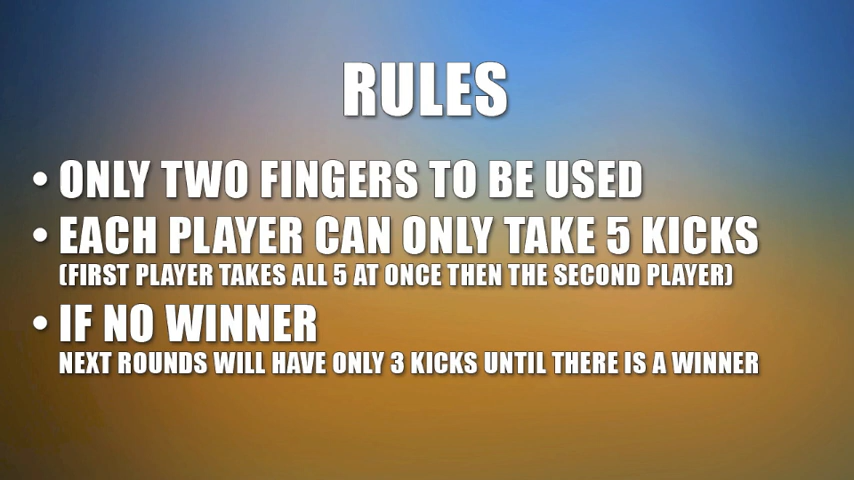 RULES
• ONLY TWO FINGERS TO BE USED
• EACH PLAYER CAN ONLY TAKE 5 KICKS
(FIRST PLAYER TAKES ALL 5 AT ONCE THEN THE SECOND PLAYER)
• IF NO WINNER
NEXT ROUNDS WILL HAVE ONLY 3 KICKS UNTIL THERE IS A WINNER